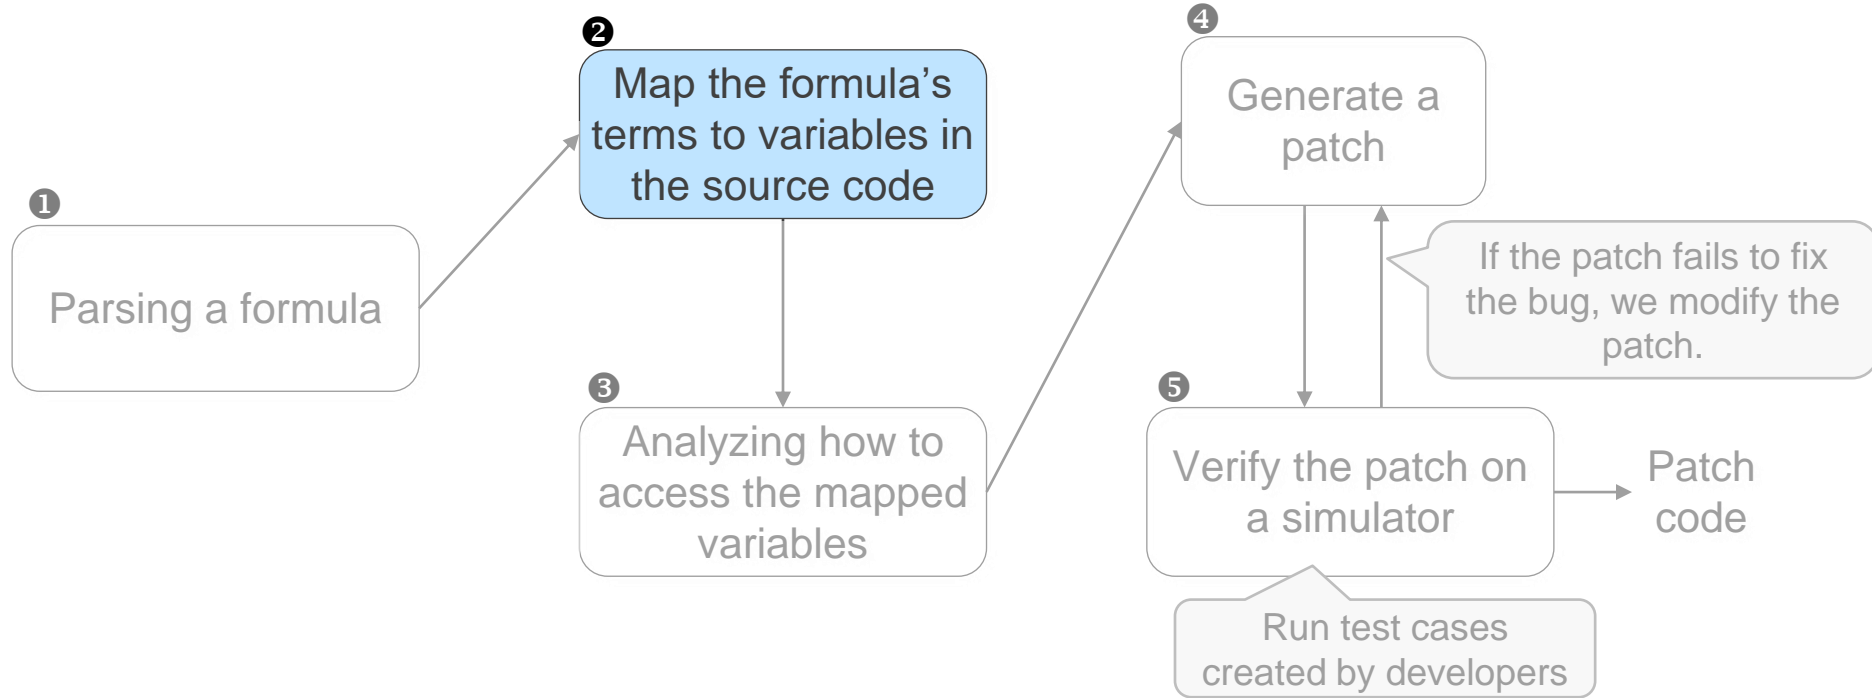 ❶
Parsing a formula
❷
Map the formula’s
terms to variables in
the source code
❸
Analyzing how to
access the mapped
variables
❹
Generate a
patch
If the patch fails to fix
the bug, we modify the
patch.
❺
Verify the patch on
a simulator
Run test cases
created by developers
Patch
code